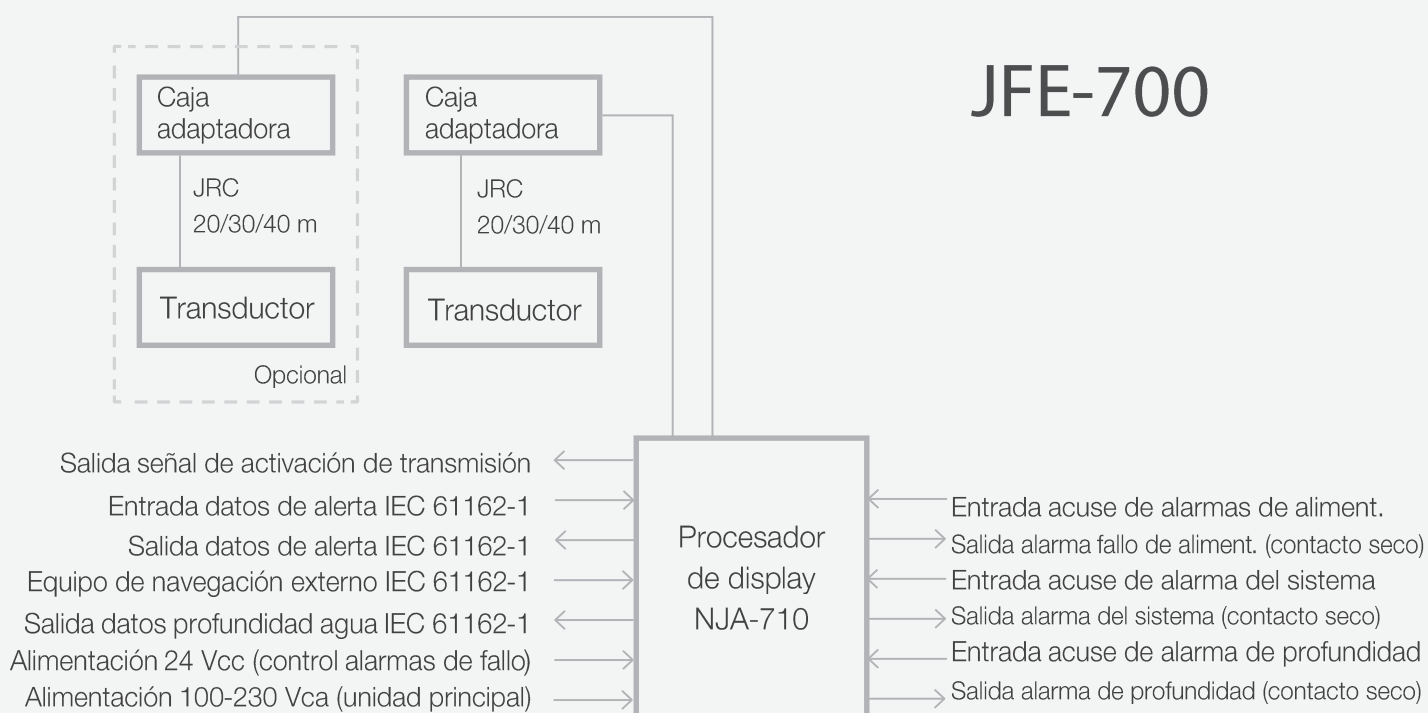 JFE-700
Caja
adaptadora
JRC
20/30/40 m
Transductor
Opcional
Caja
adaptadora
JRC
20/30/40 m
Transductor
Salida señal de activación de transmisión
Entrada datos de alerta IEC 61162-1
Salida datos de alerta IEC 61162-1
Equipo de navegación externo IEC 61162-1
Salida datos profundidad agua IEC 61162-1
Alimentación 24 Vcc (control alarmas de fallo)
Alimentación 100-230 Vca (unidad principal)
Procesador
de display
NJA-710
Entrada acuse de alarmas de aliment.
Salida alarma fallo de aliment. (contacto seco)
Entrada acuse de alarma del sistema
Salida alarma del sistema (contacto seco)
Entrada acuse de alarma de profundidad
Salida alarma de profundidad (contacto seco)